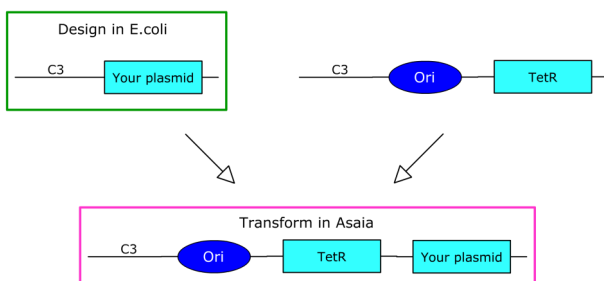 Design in E.coli
C3
Your plasmid
C3
Ori
TetR
Transform in Asaia
C3
Ori
TetR
Your plasmid